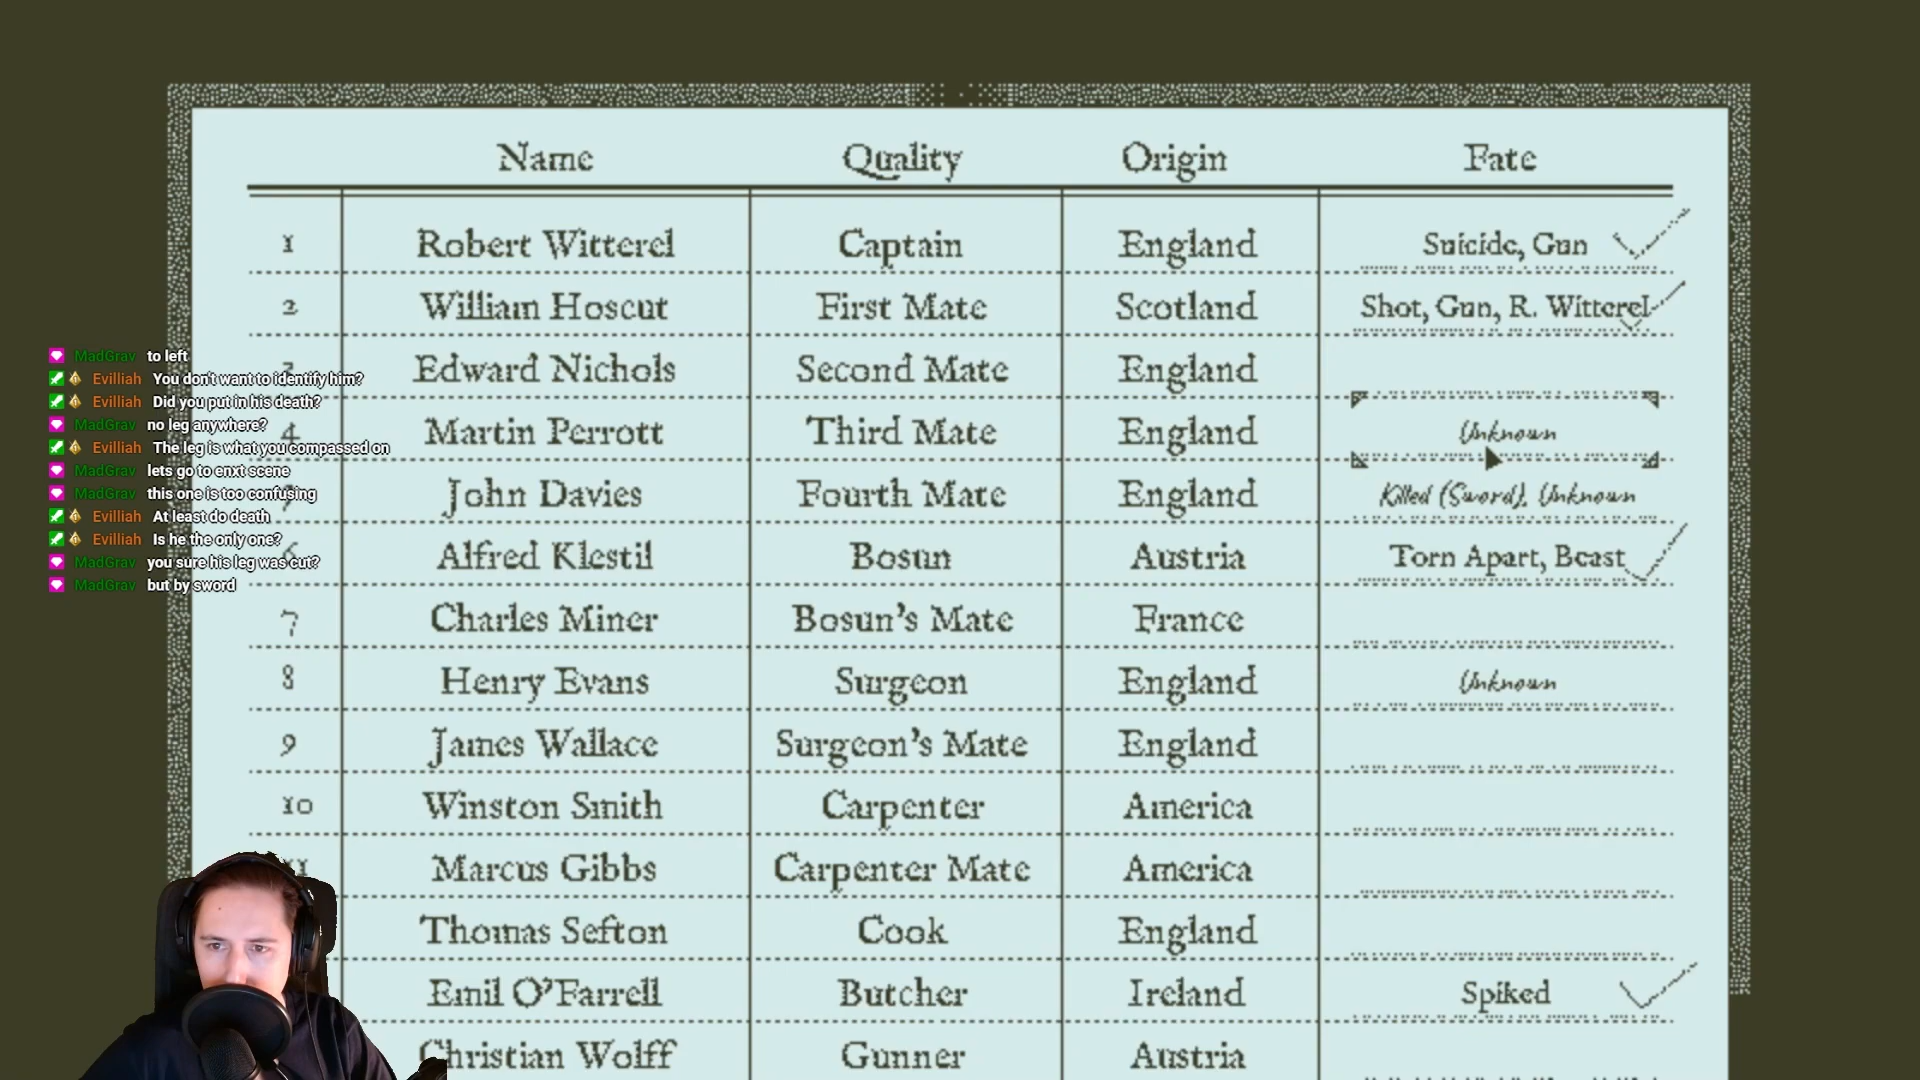 Name Quality Origin Fate
1 Robert Witterel Captain England Suicide, Gun
2 William Hoscut First Mate Scotland Shot, Gun, R. Witterel
Edward Nichols Second Mate England
4 Martin Perrott Third Mate England Unknown
John Davies Fourth Mate England Killed (Sword), Unknown
6 Alfred Klestil Bosun Austria Torn Apart, Beast
7 Charles Miner Bosun's Mate France
8 Henry Evans Surgeon England Unknown
9 James Wallace Surgeon's Mate England
10 Winston Smith Carpenter America
11 Marcus Gibbs Carpenter Mate America
Thomas Sefton Cook England
Emil O'Farrell Butcher Ireland Spiked
Christian Wolff Gunner Austria
MadGrav to left
Evilliah You don't want to identify him?
Evilliah Did you put in his death?
MadGrav no leg anywhere?
Evilliah The leg is what you compassed on
MadGrav lets go to enxt scene
MadGrav this one is too confusing
Evilliah At least do death
Evilliah Is he the only one?
MadGrav you sure his leg was cut?
MadGrav but by sword